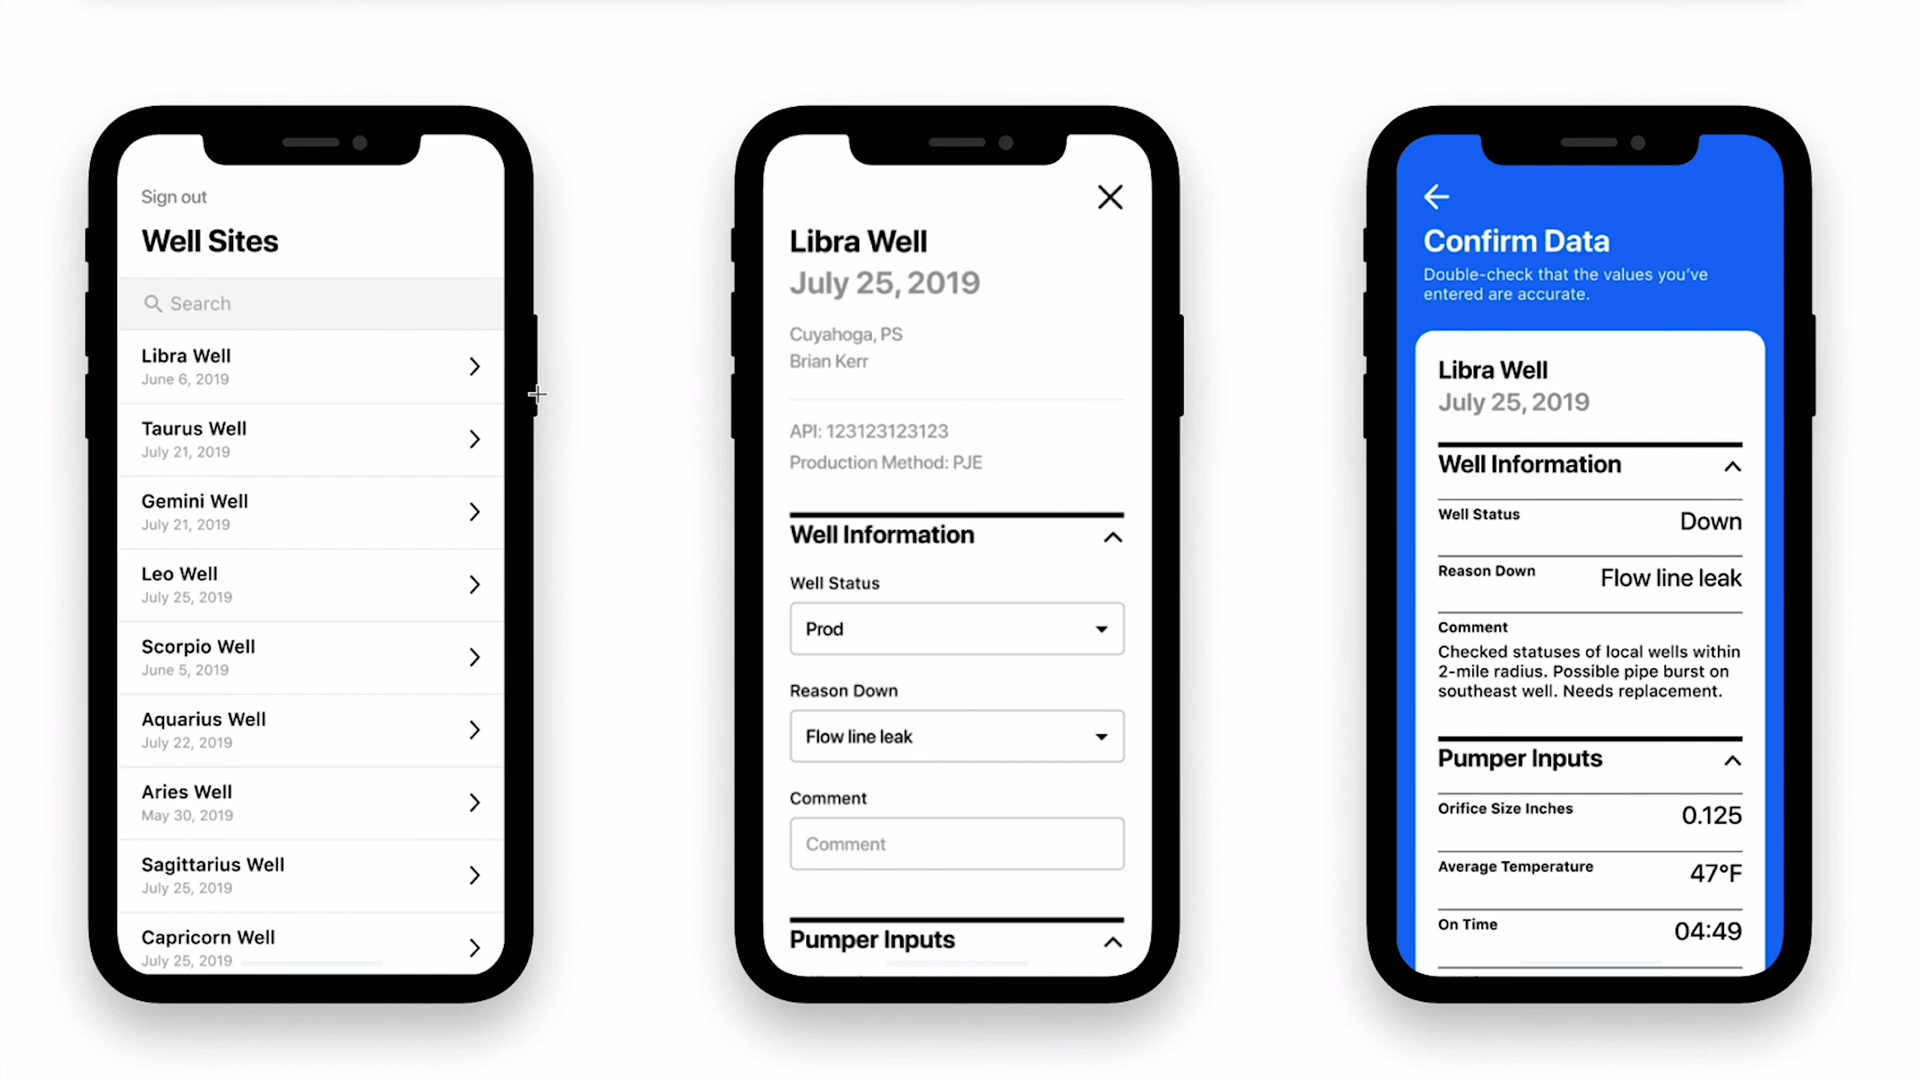 Sign out
Well Sites
Search
Libra Well
June 6, 2019
Taurus Well
July 21, 2019
Gemini Well
July 21, 2019
Leo Well
July 25, 2019
Scorpio Well
June 5, 2019
Aquarius Well
July 22, 2019
Aries Well
May 30, 2019
Sagittarius Well
July 25, 2019
Capricorn Well
July 25, 2019
Libra Well
July 25, 2019
Cuyahoga, PS
Brian Kerr
API: 123123123123
Production Method: PJE
Well Information
Well Status
Prod
Reason Down
Flow line leak
Comment
Comment
Pumper Inputs
Confirm Data
Double-check that the values you've
entered are accurate.
Libra Well
July 25, 2019
Well Information
Well Status Down
Reason Down Flow line leak
Comment
Checked statuses of local wells within
2-mile radius. Possible pipe burst on
southeast well. Needs replacement.
Pumper Inputs
Orifice Size Inches 0.125
Average Temperature 47°F
On Time 04:49